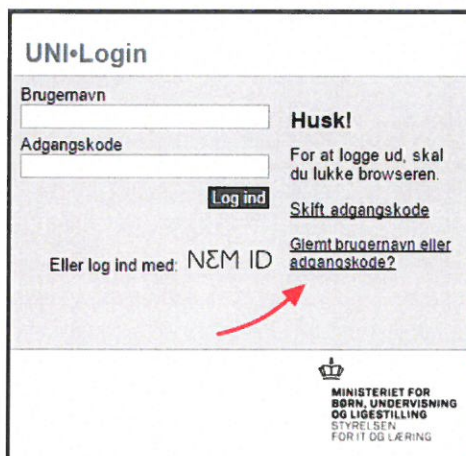 UNI•Login
Brugernavn
Adgangskode
Log ind
Eller log ind med: NEM ID
Husk!
For at logge ud, skal
du lukke browseren.
Skift adgangskode
Glemt brugernavn eller
adgangskode?
MINISTERIET FOR
BØRN, UNDERVISNING
OG LIGESTILLING
STYRELSEN
FOR IT OG LÆRING